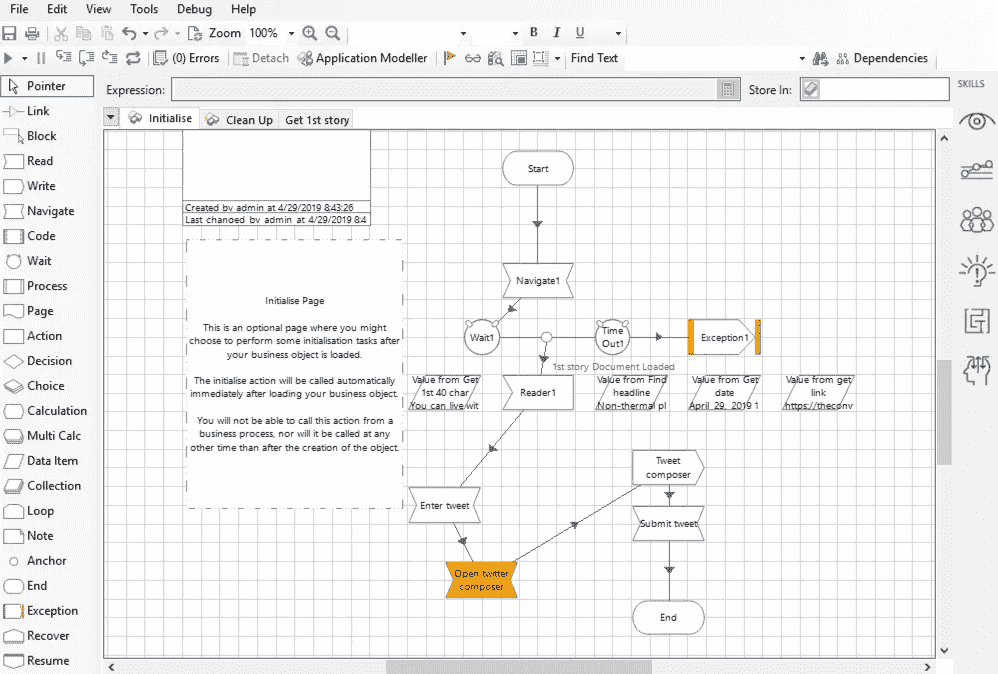 File Edit View Tools Debug Help
Zoom 100% B I U
(0) Errors Detach Application Modeller Find Text Dependencies
Pointer
Expression: Store In:
SKILLS
Link
Initialise Clean Up Get 1st story
Block
Read
Write
Navigate
Code
Wait
Process
Page
Action
Decision
Choice
Calculation
Multi Calc
Data Item
Collection
Loop
Note
Anchor
End
Exception
Recover
Resume
Created by admin at 4/29/2019 8:43:26
Last changed by admin at 4/29/2019 8:4
Initialise Page
This is an optional page where you might
choose to perform some initialisation tasks after
your business object is loaded.
The initialise action will be called automatically
immediately after loading your business object.
You will not be able to call this action from a
business process, nor will it be called at any
other time than after the creation of the object.
Start
Navigate1
Wait1
Time
Out1
Exception1
1st story Document Loaded
Value from Get
1st 40 char
You can live wit
Reader1
Value from Find
headline
Non-thermal pl
Value from Get
date
April 29, 2019 1
Value from get
link
https://theconv
Enter tweet
Tweet
composer
Submit tweet
Open twitter
composer
End